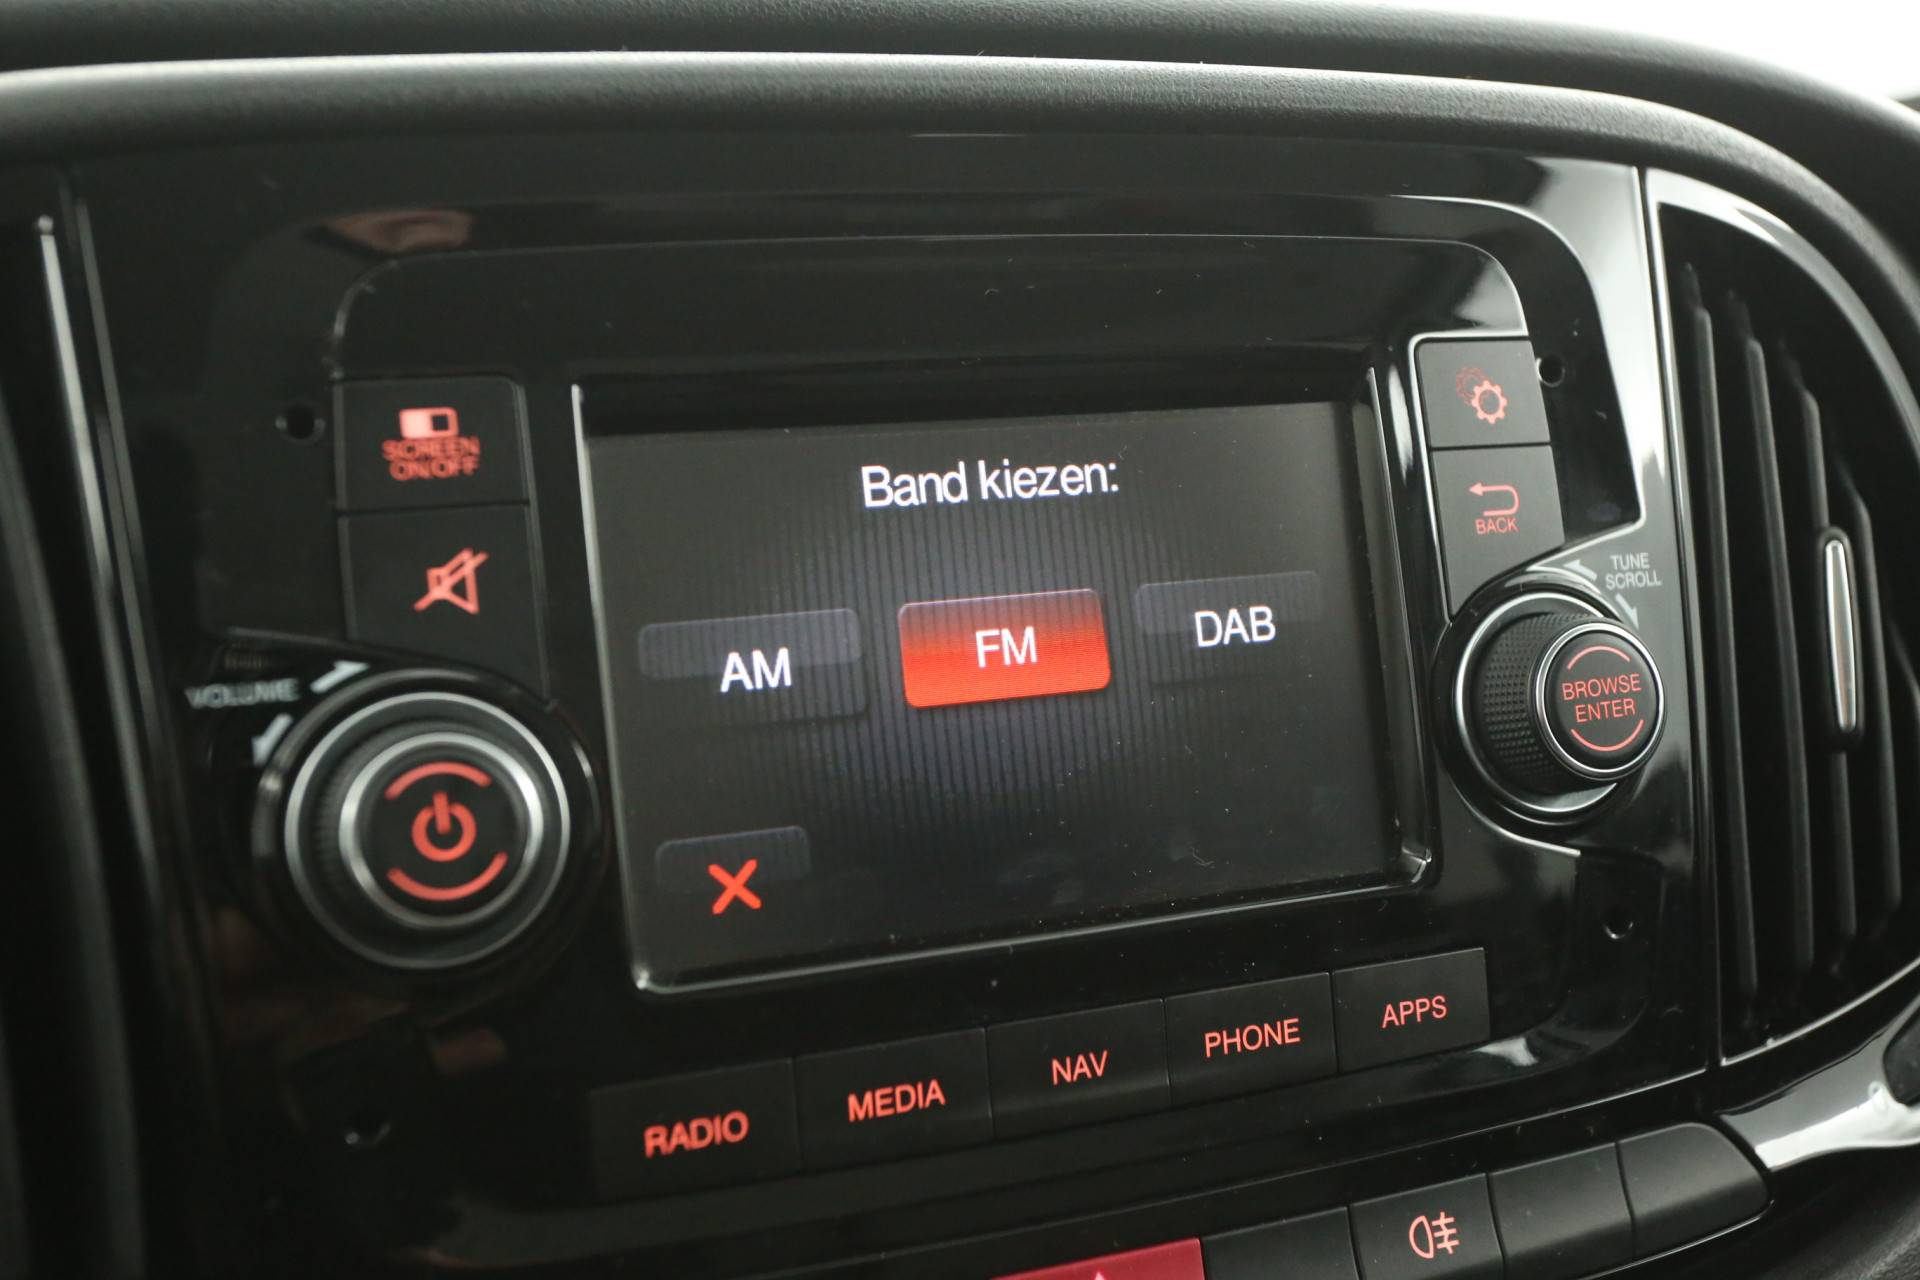 SCREEN
ON/OFF
VOLUME
Band kiezen:
AM
FM
DAB
BACK
TUNE
SCROLL
BROWSE
ENTER
RADIO
MEDIA
NAV
PHONE
APPS